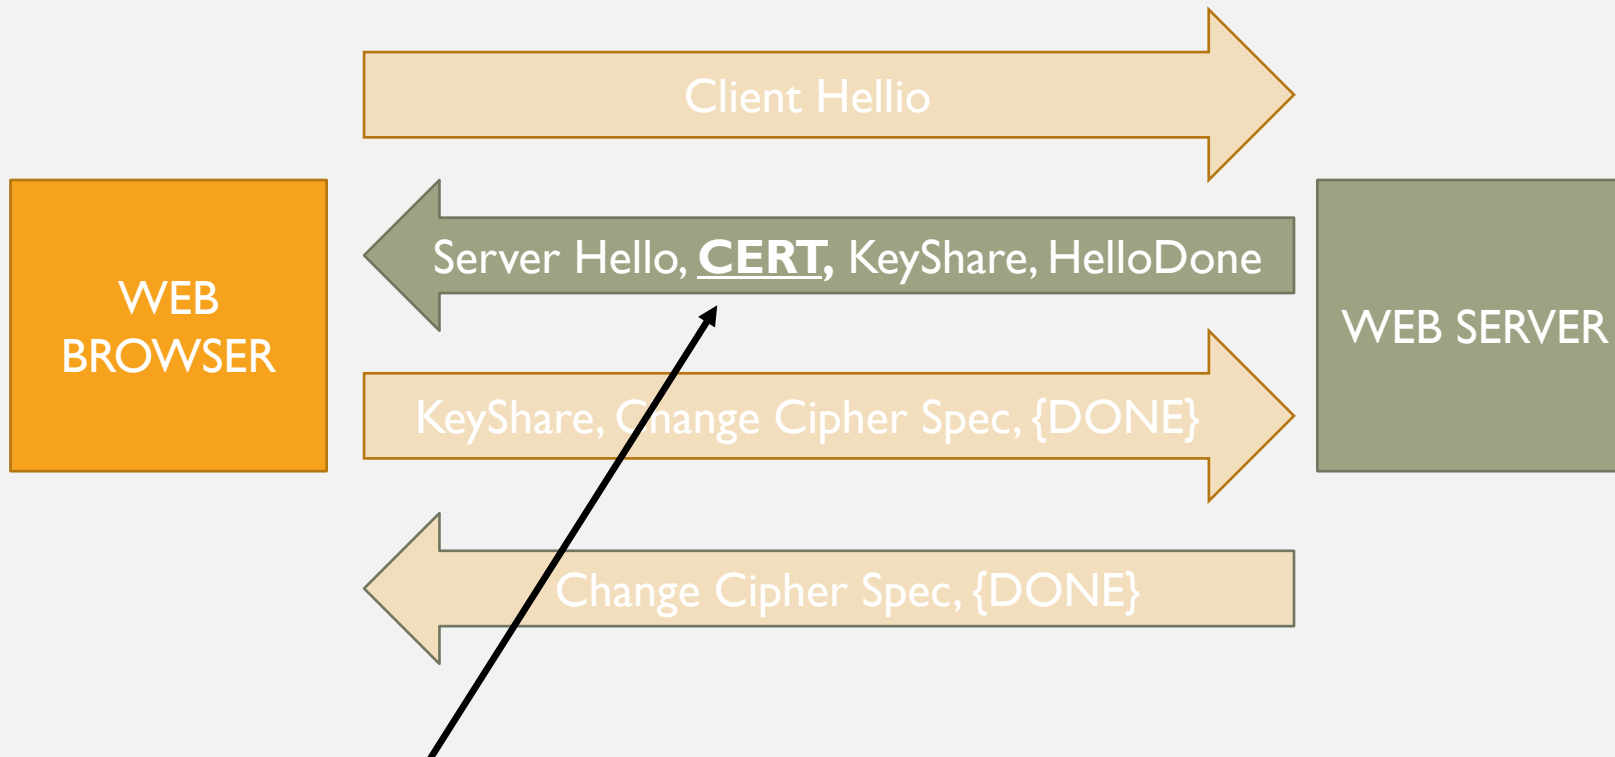 Client Hellio
Server Hello, CERT, KeyShare, HelloDone
WEB
BROWSER
WEB SERVER
KeyShare, Change Cipher Spec, {DONE}
Change Cipher Spec, {DONE}